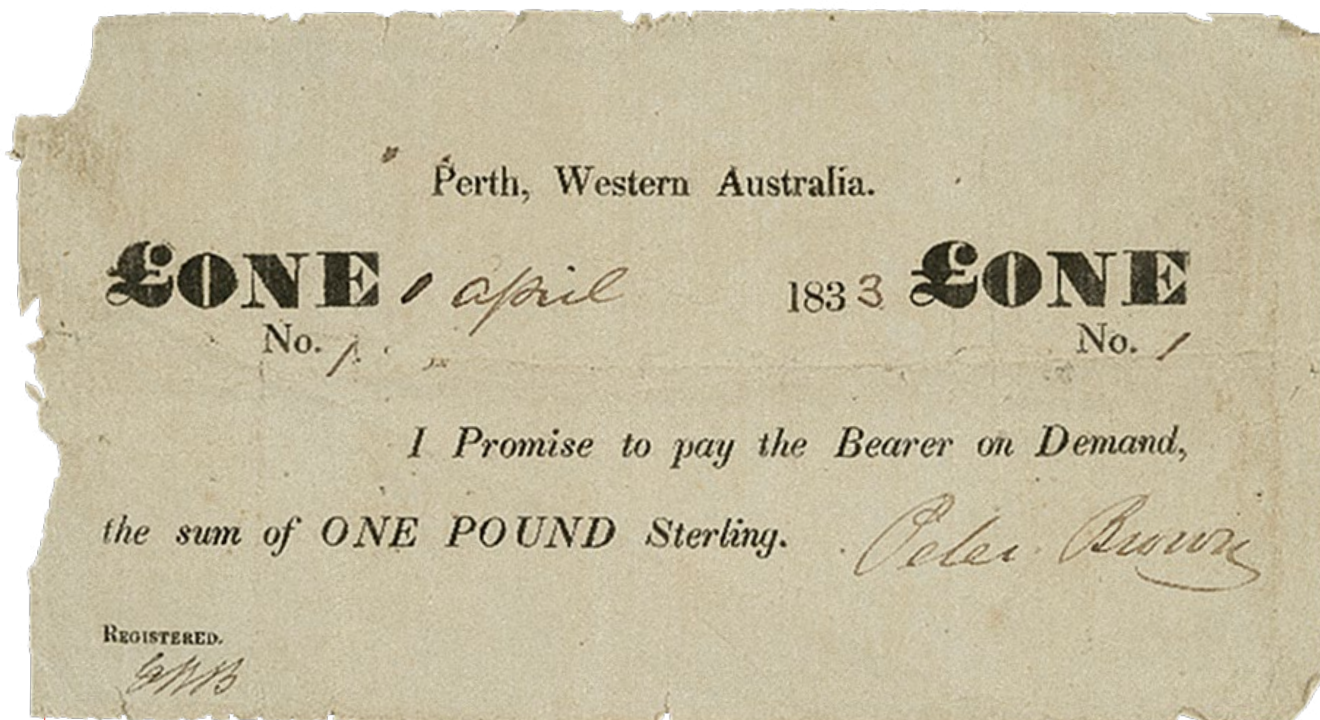 Perth, Western Australia.
£ONE 1 April 1833 £ONE
No. 1. No. 1
I Promise to pay the Bearer on Demand,
the sum of ONE POUND Sterling. Peter Brown
REGISTERED.